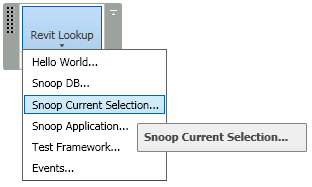 Revit Lookup
Hello World...
Snoop DB...
Snoop Current Selection...
Snoop Application...
Snoop Current Selection...
Test Framework...
Events...